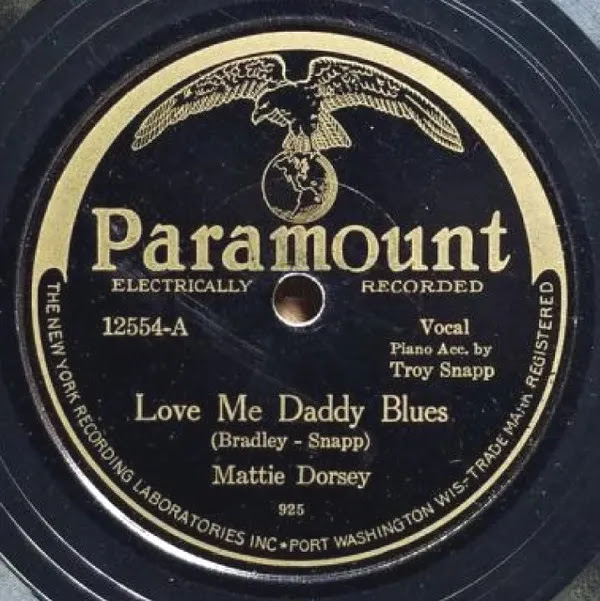 Paramount
ELECTRICALLY RECORDED
12554-A
Vocal
Piano Acc. by
Troy Snapp
Love Me Daddy Blues
(Bradley - Snapp)
Mattie Dorsey
925
THE NEW YORK RECORDING LABORATORIES INC • PORT WASHINGTON WIS-TRADE MARK REGISTERED